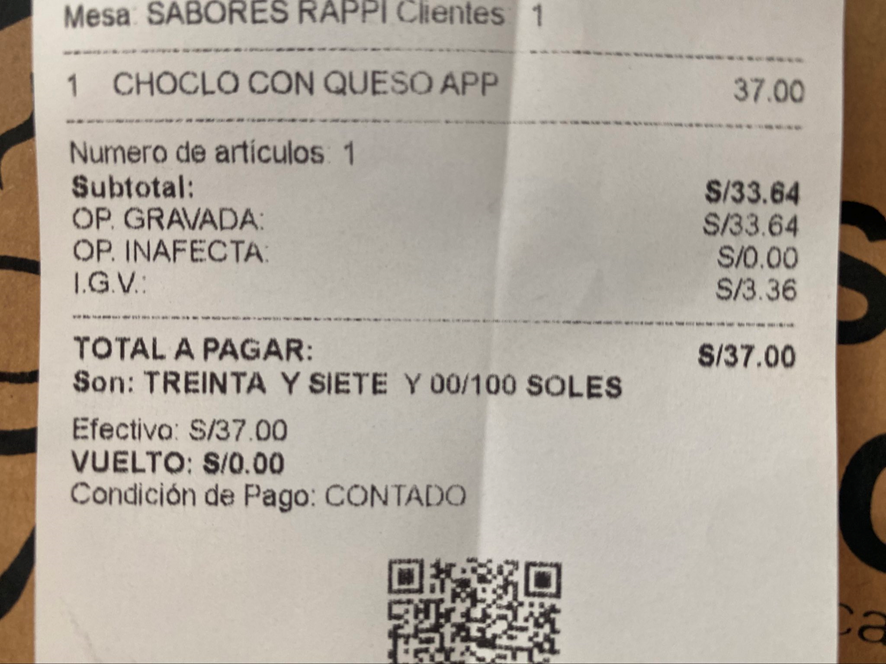 Mesa: SABORES RAPPI Clientes: 1
1 CHOCLO CON QUESO APP 37.00
Numero de artículos: 1
Subtotal: S/33.64
OP. GRAVADA: S/33.64
OP. INAFECTA: S/0.00
I.G.V.: S/3.36
TOTAL A PAGAR: S/37.00
Son: TREINTA Y SIETE Y 00/100 SOLES
Efectivo: S/37.00
VUELTO: S/0.00
Condición de Pago: CONTADO